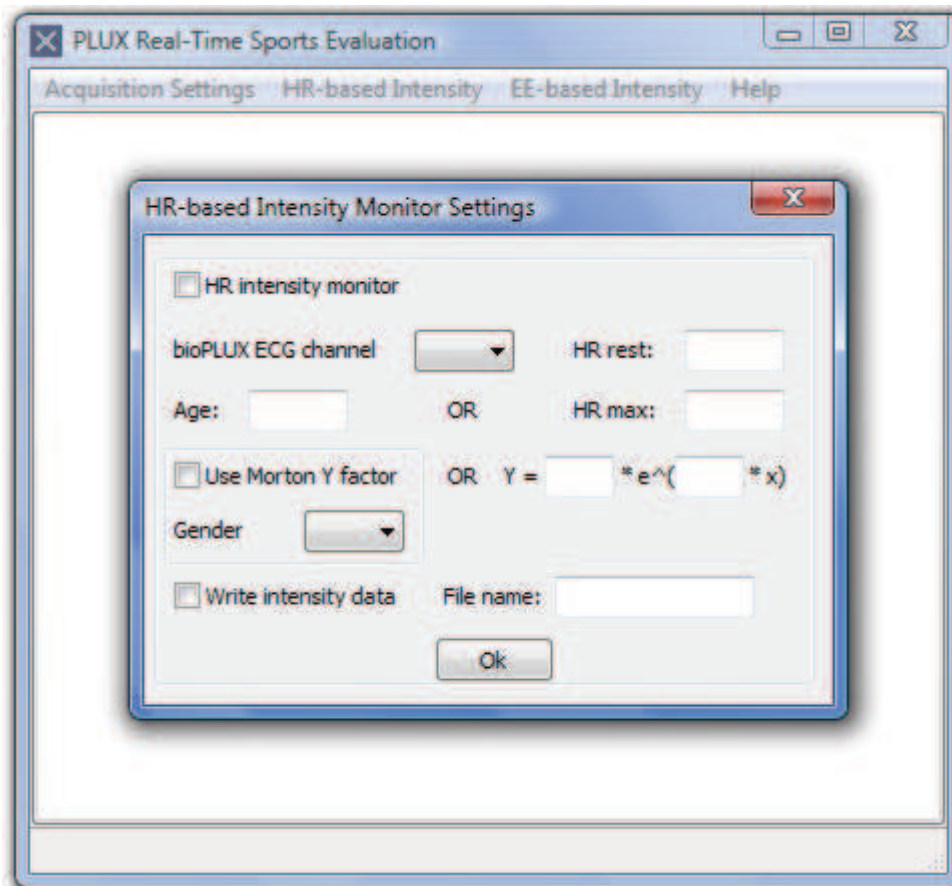 PLUX Real-Time Sports Evaluation
Acquisition Settings HR-based Intensity EE-based Intensity Help
HR-based Intensity Monitor Settings
HR intensity monitor
bioPLUX ECG channel HR rest:
Age: OR HR max:
Use Morton Y factor OR Y = * e^( * x)
Gender
Write intensity data File name:
Ok